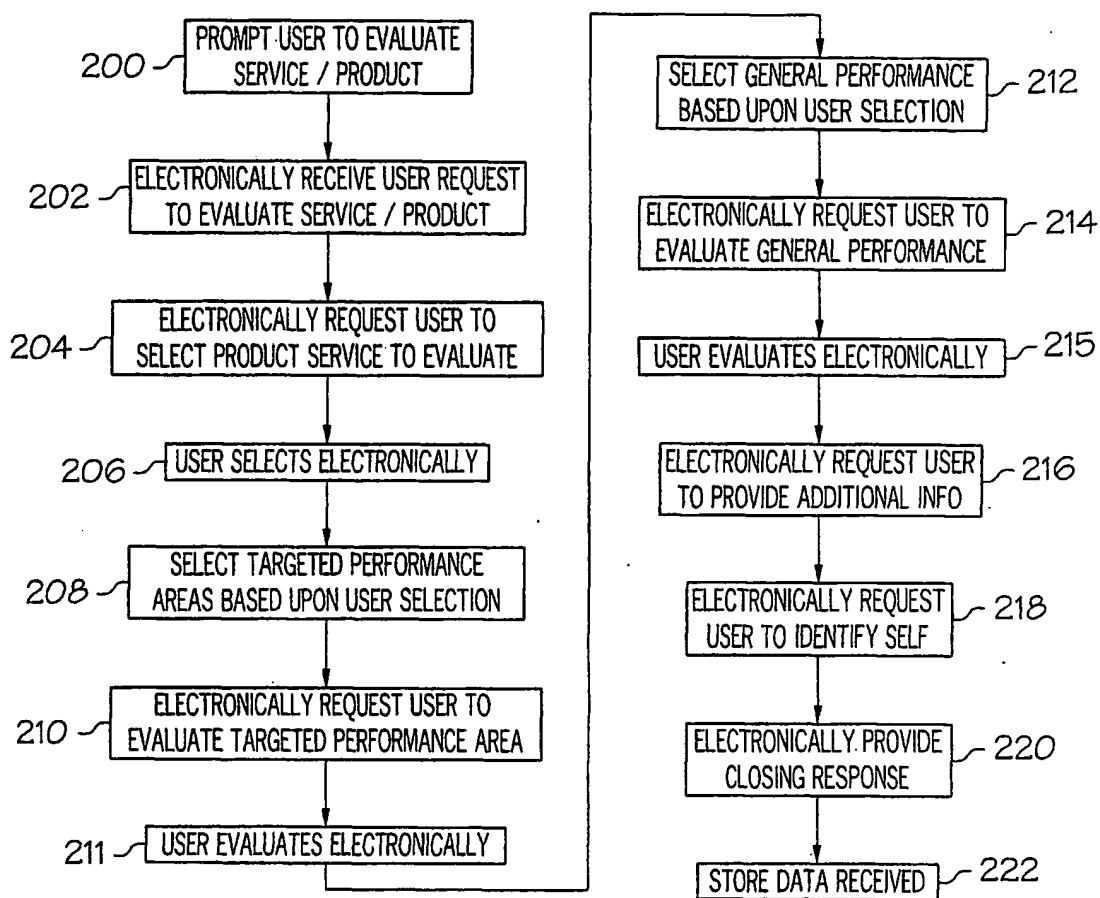 200
PROMPT USER TO EVALUATE
SERVICE / PRODUCT
202
ELECTRONICALLY RECEIVE USER REQUEST
TO EVALUATE SERVICE / PRODUCT
204
ELECTRONICALLY REQUEST USER TO
SELECT PRODUCT SERVICE TO EVALUATE
206
USER SELECTS ELECTRONICALLY
208
SELECT TARGETED PERFORMANCE
AREAS BASED UPON USER SELECTION
210
ELECTRONICALLY REQUEST USER TO
EVALUATE TARGETED PERFORMANCE AREA
211
USER EVALUATES ELECTRONICALLY
SELECT GENERAL PERFORMANCE
BASED UPON USER SELECTION
212
ELECTRONICALLY REQUEST USER TO
EVALUATE GENERAL PERFORMANCE
214
USER EVALUATES ELECTRONICALLY
215
ELECTRONICALLY REQUEST USER
TO PROVIDE ADDITIONAL INFO
216
ELECTRONICALLY REQUEST
USER TO IDENTIFY SELF
218
ELECTRONICALLY PROVIDE
CLOSING RESPONSE
220
STORE DATA RECEIVED
222